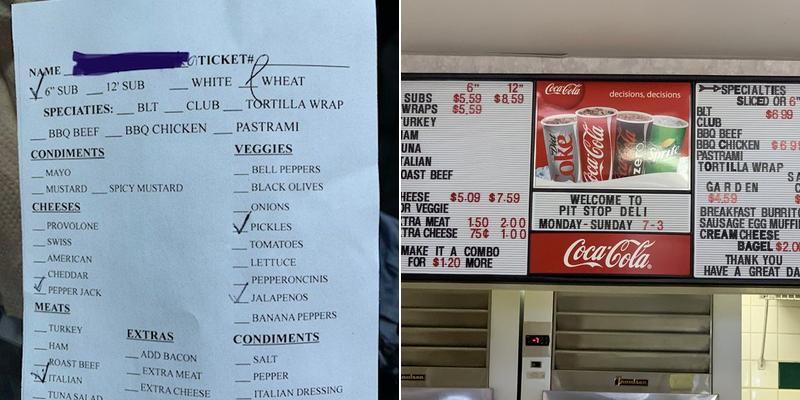 NAME TICKET#
6" SUB 12' SUB WHITE WHEAT
SPECIALTIES: BLT CLUB TORTILLA WRAP
BBQ BEEF BBQ CHICKEN PASTRAMI
CONDIMENTS
MAYO
MUSTARD SPICY MUSTARD
CHEESES
PROVOLONE
SWISS
AMERICAN
CHEDDAR
PEPPER JACK
MEATS
TURKEY
HAM
ROAST BEEF
ITALIAN
TUNA SALAD
EXTRAS
ADD BACON
EXTRA MEAT
EXTRA CHEESE
VEGGIES
BELL PEPPERS
BLACK OLIVES
ONIONS
PICKLES
TOMATOES
LETTUCE
PEPPERONCINIS
JALAPENOS
BANANA PEPPERS
CONDIMENTS
SALT
PEPPER
ITALIAN DRESSING
6" 12"
SUBS $5.59 $8.59
WRAPS $5.59
TURKEY
HAM
UNA
TALIAN
OAST BEEF
HEESE $5.09 $7.59
OR VEGGIE
XTRA MEAT 1.50 2.00
XTRA CHEESE 75¢ 1.00
MAKE IT A COMBO
FOR $1.20 MORE
Coca-Cola decisions, decisions.
Diet Coke Coca-Cola zero Sprite
WELCOME TO
PIT STOP DELI
MONDAY-SUNDAY 7-3
Coca-Cola
SPECIALTIES
SLICED OR 6"
BLT $6.99
CLUB
BBQ BEEF
BBQ CHICKEN $6.9
PASTRAMI
TORTILLA WRAP
SA
GARDEN
$4.59
BREAKFAST BURRIT
SAUSAGE EGG MUFFI
CREAM CHEESE
BAGEL $2.0
THANK YOU
HAVE A GREAT DA